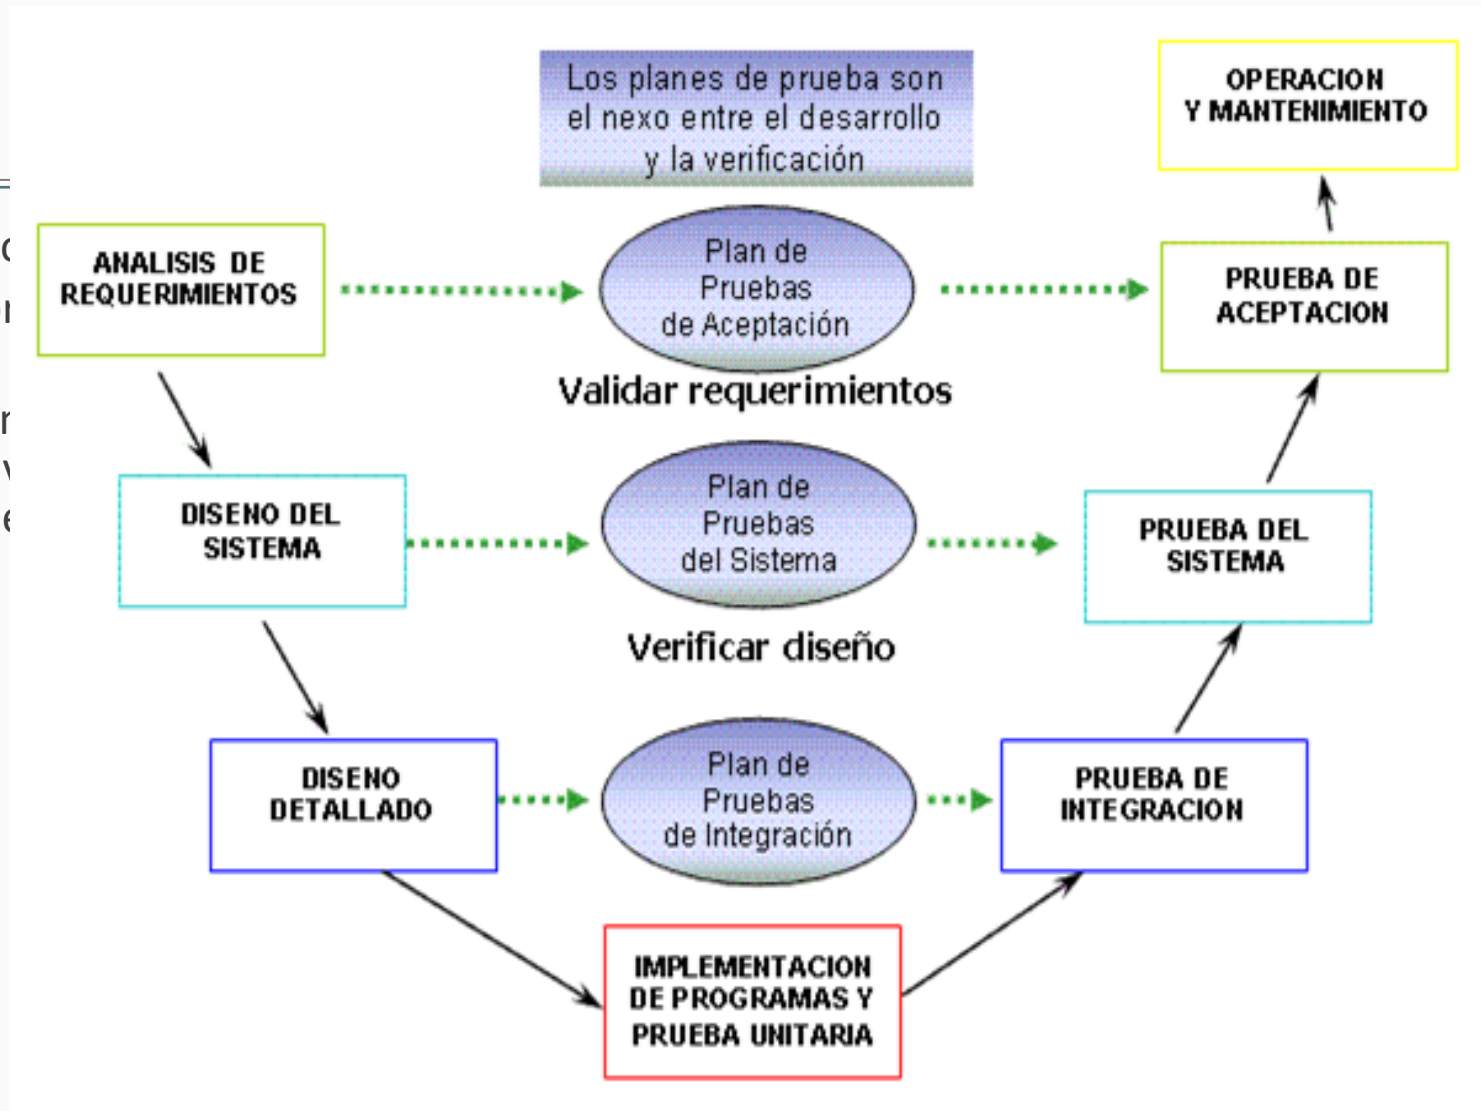 Los planes de prueba son
el nexo entre el desarrollo
y la verificación
OPERACION
Y MANTENIMIENTO
ANALISIS DE
REQUERIMIENTOS
Plan de
Pruebas
de Aceptación
PRUEBA DE
ACEPTACION
Validar requerimientos
DISENO DEL
SISTEMA
Plan de
Pruebas
del Sistema
PRUEBA DEL
SISTEMA
Verificar diseño
DISENO
DETALLADO
Plan de
Pruebas
de Integración
PRUEBA DE
INTEGRACION
IMPLEMENTACION
DE PROGRAMAS Y
PRUEBA UNITARIA